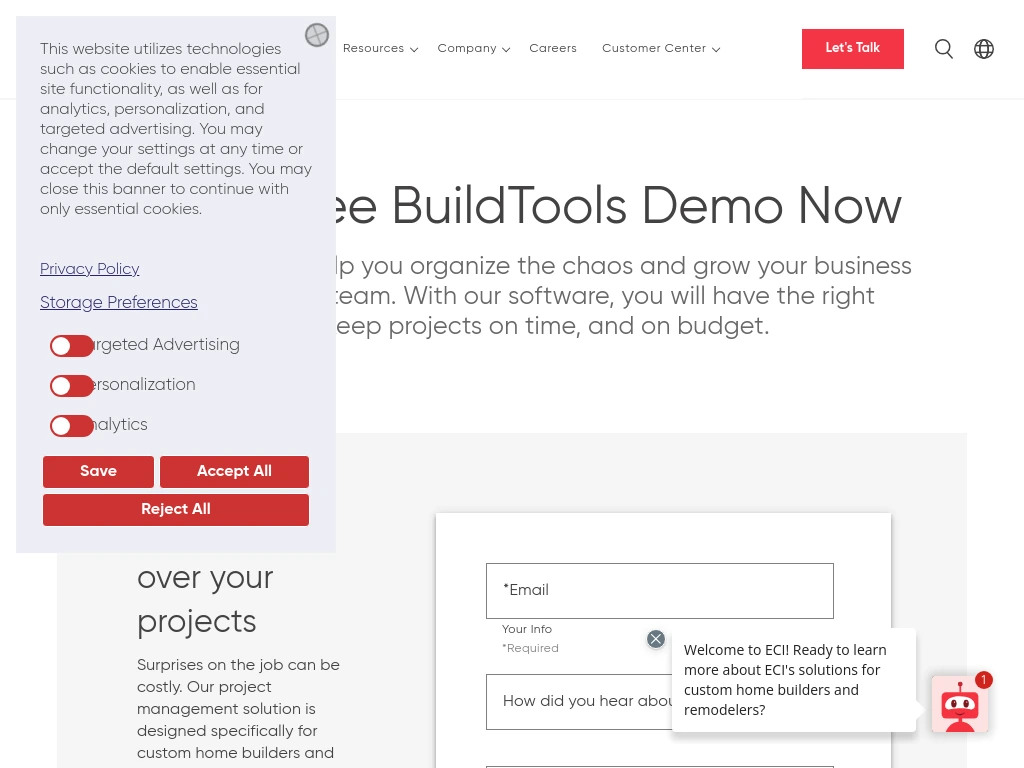 This website utilizes technologies
such as cookies to enable essential
site functionality, as well as for
analytics, personalization, and
targeted advertising. You may
change your settings at any time or
accept the default settings. You may
close this banner to continue with
only essential cookies.
Privacy Policy
Storage Preferences
Targeted Advertising
Personalization
Analytics
Save
Accept All
Reject All
Resources
Company
Careers
Customer Center
Let's Talk
BuildTools Demo Now
you organize the chaos and grow your business
team. With our software, you will have the right
projects on time, and on budget.
over your
projects
Surprises on the job can be
costly. Our project
management solution is
designed specifically for
custom home builders and
*Email
Your Info
*Required
How did you hear
Welcome to ECI! Ready to learn
more about ECI's solutions for
custom home builders and
remodelers?
1